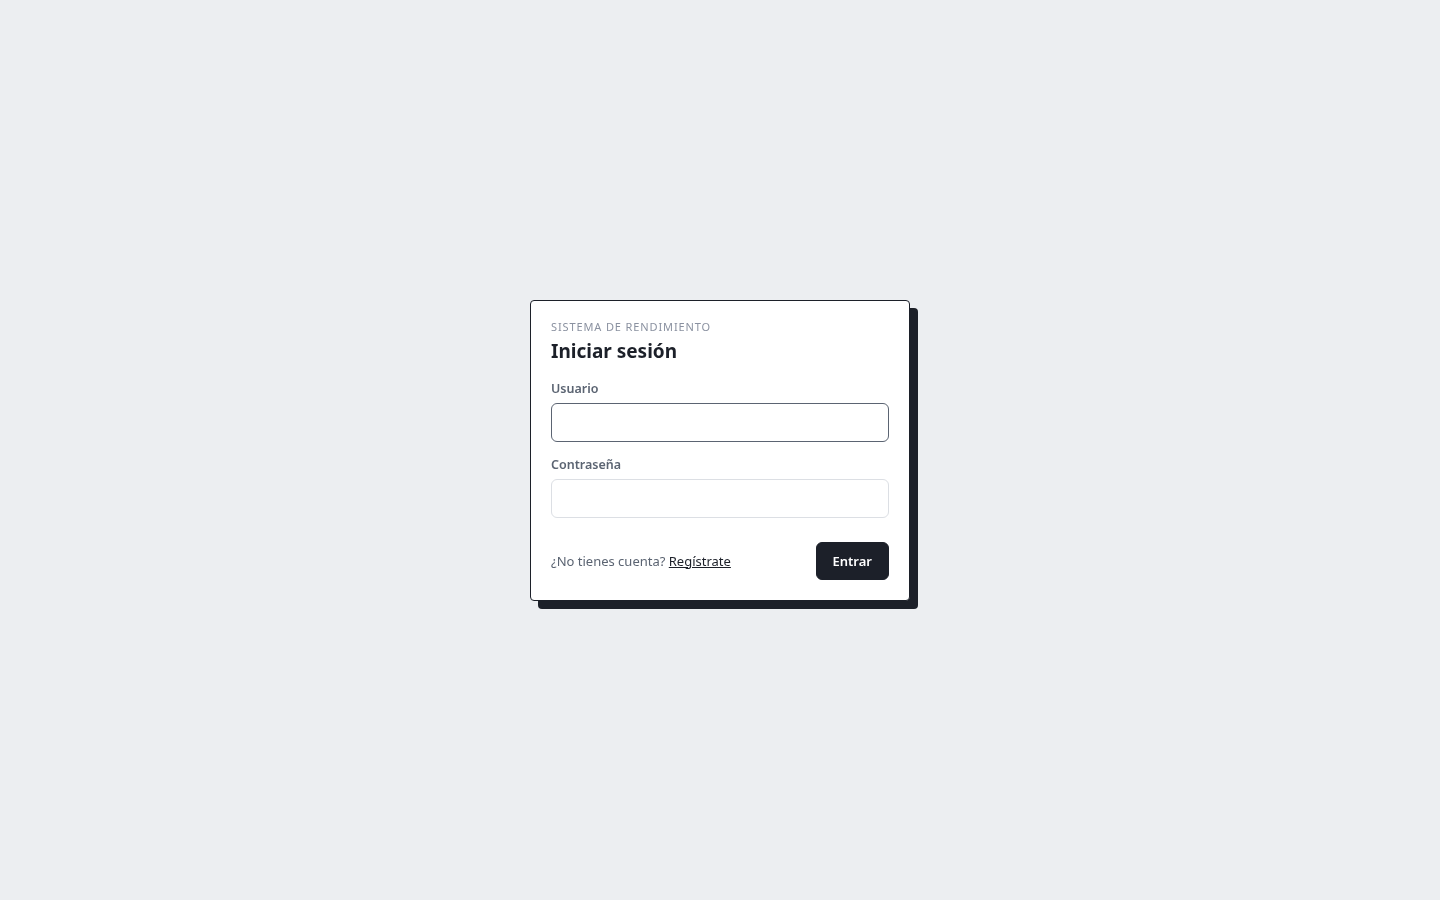 SISTEMA DE RENDIMIENTO
Iniciar sesión
Usuario
Contraseña
¿No tienes cuenta? Regístrate
Entrar